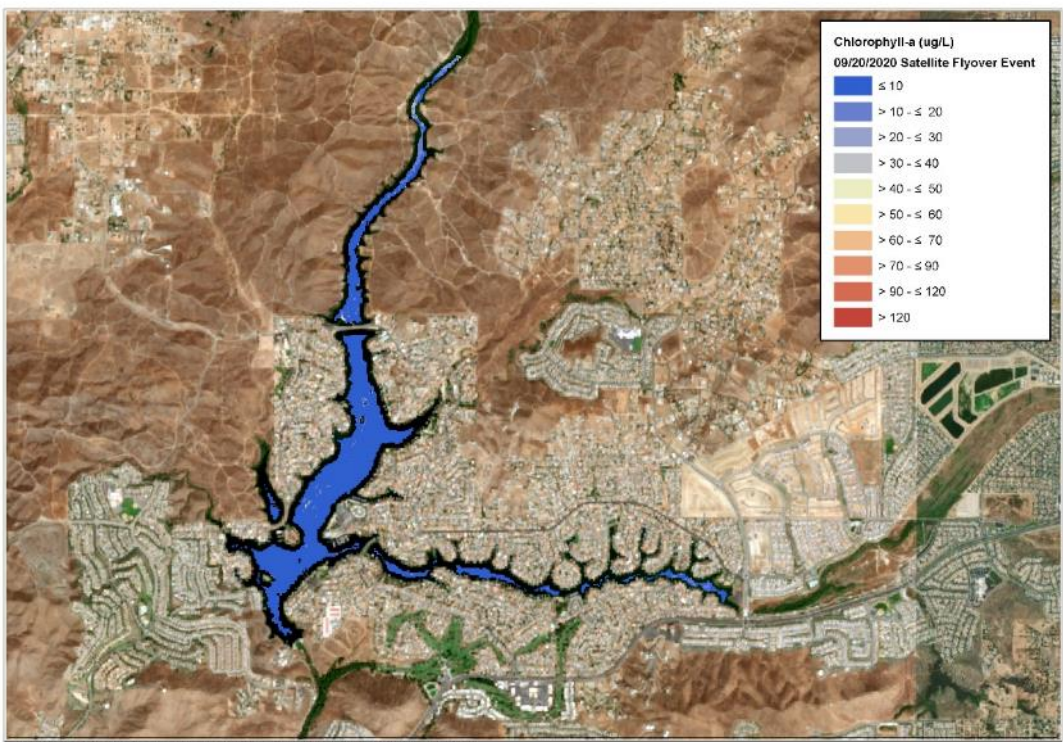 Chlorophyll-a (ug/L)
09/20/2020 Satellite Flyover Event
≤ 10
> 10 - ≤ 20
> 20 - ≤ 30
> 30 - ≤ 40
> 40 - ≤ 50
> 50 - ≤ 60
> 60 - ≤ 70
> 70 - ≤ 90
> 90 - ≤ 120
> 120